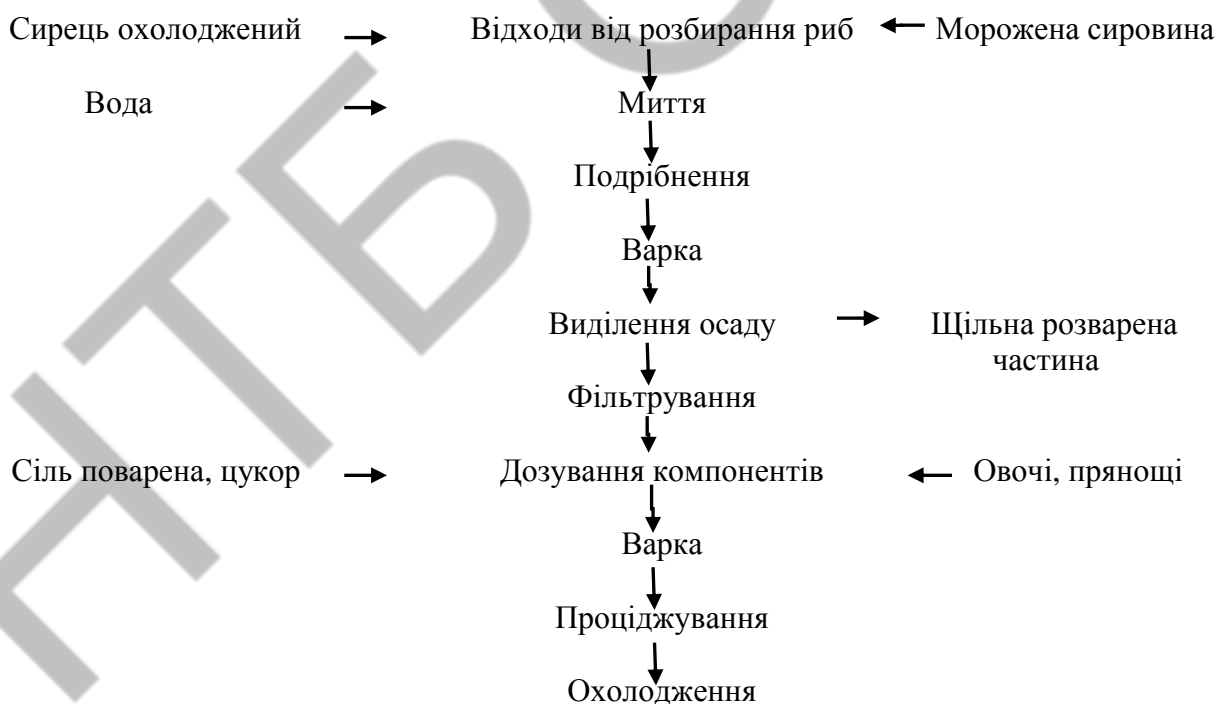 Сирець охолоджений Відходи від розбирання риб Морожена сировина
Вода Миття
Подрібнення
Варка
Виділення осаду Щільна розварена
частина
Фільтрування
Сіль поварена, цукор Дозування компонентів Овочі, прянощі
Варка
Проціджування
Охолодження
НТБ